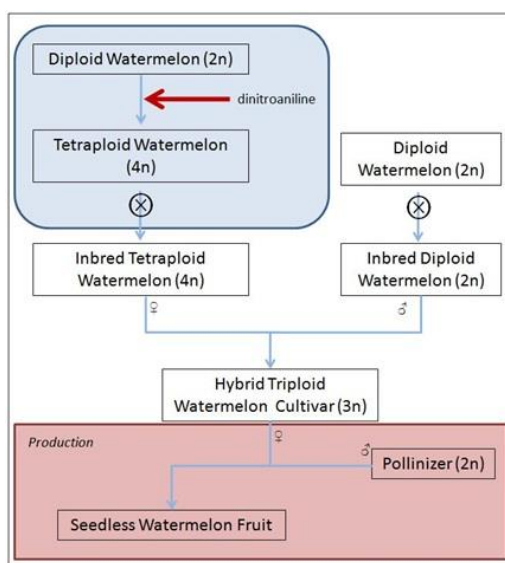 Diploid Watermelon (2n)
dinitroaniline
Tetraploid Watermelon
(4n)
Diploid
Watermelon (2n)
Inbred Tetraploid
Watermelon (4n)
Inbred Diploid
Watermelon (2n)
♀
♂
Hybrid Triploid
Watermelon Cultivar (3n)
Production
♀
♂
Pollinizer (2n)
Seedless Watermelon Fruit